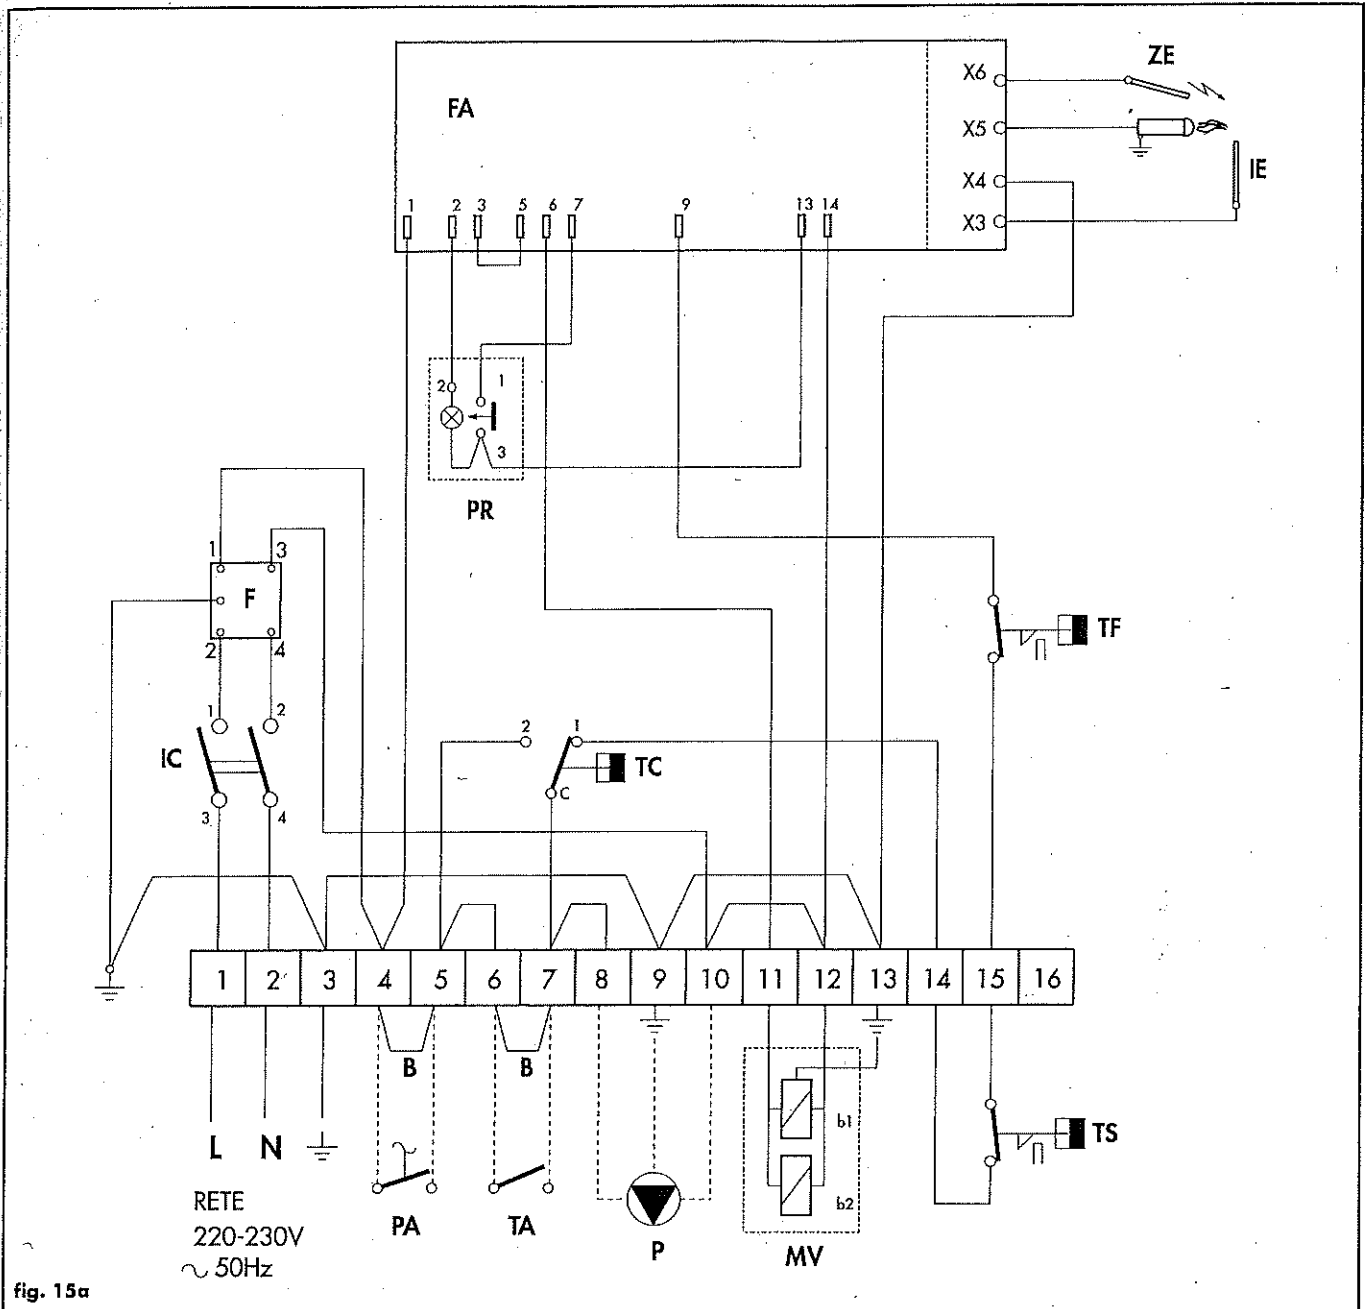 ZE
X6
FA
X5
IE
X4
1 2 3 5 6 7 9 13 14
X3
2 1
3
PR
1 3
F
2 4
TF
1 2
2 1
IC
TC
C
3 4
1 2 3 4 5 6 7 8 9 10 11 12 13 14 15 16
B B
b1
TS
L N
RETE
b2
220-230V
PA TA P MV
~ 50Hz
fig. 15a